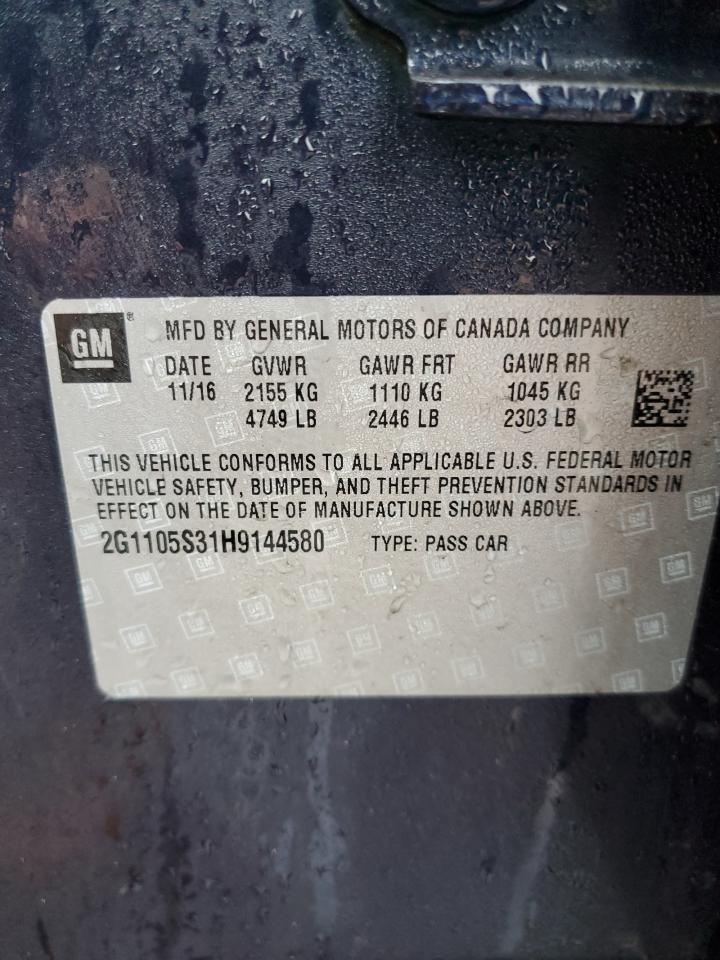 GM ®
MFD BY GENERAL MOTORS OF CANADA COMPANY
DATE GVWR GAWR FRT GAWR RR
11/16 2155 KG 1110 KG 1045 KG
4749 LB 2446 LB 2303 LB
THIS VEHICLE CONFORMS TO ALL APPLICABLE U.S. FEDERAL MOTOR
VEHICLE SAFETY, BUMPER, AND THEFT PREVENTION STANDARDS IN
EFFECT ON THE DATE OF MANUFACTURE SHOWN ABOVE.
2G1105S31H9144580 TYPE: PASS CAR